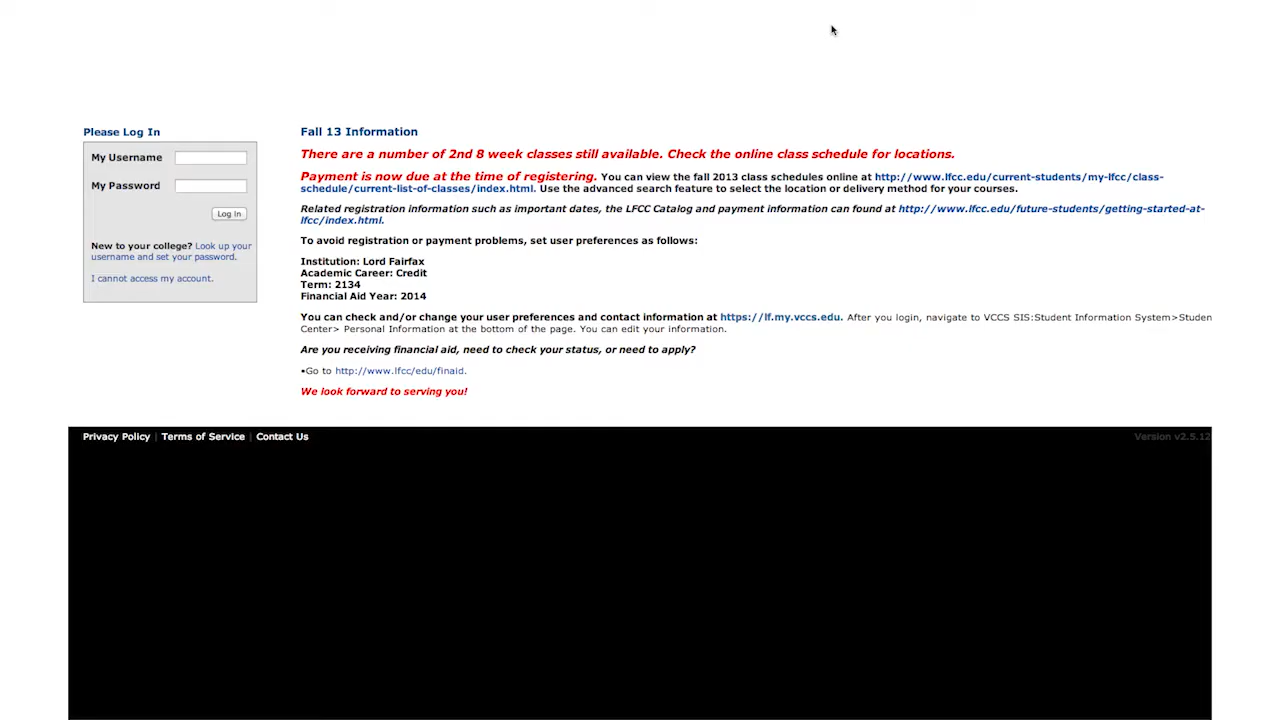 Please Log In
My Username
My Password
Log In
New to your college? Look up your
username and set your password.
I cannot access my account.
Fall 13 Information
There are a number of 2nd 8 week classes still available. Check the online class schedule for locations.
Payment is now due at the time of registering. You can view the fall 2013 class schedules online at http://www.lfcc.edu/current-students/my-lfcc/class-
schedule/current-list-of-classes/index.html. Use the advanced search feature to select the location or delivery method for your courses.
Related registration information such as important dates, the LFCC Catalog and payment information can found at http://www.lfcc.edu/future-students/getting-started-at-
lfcc/index.html.
To avoid registration or payment problems, set user preferences as follows:
Institution: Lord Fairfax
Academic Career: Credit
Term: 2134
Financial Aid Year: 2014
You can check and/or change your user preferences and contact information at https://lf.my.vccs.edu. After you login, navigate to VCCS SIS:Student Information System>Studen
Center> Personal Information at the bottom of the page. You can edit your information.
Are you receiving financial aid, need to check your status, or need to apply?
•Go to http://www.lfcc/edu/finaid.
We look forward to serving you!
Privacy Policy | Terms of Service | Contact Us
Version v2.5.12